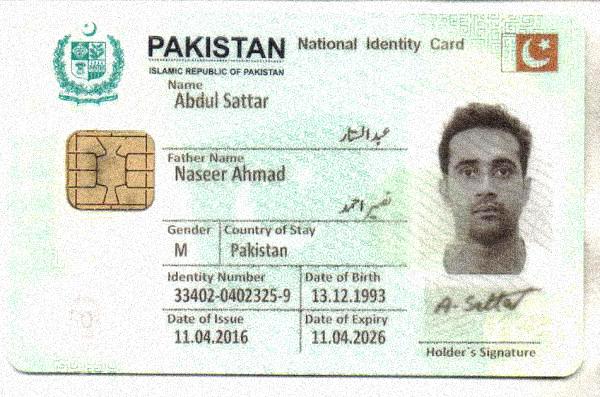 PAKISTAN National Identity Card
ISLAMIC REPUBLIC OF PAKISTAN
Name
Abdul Sattar
عبدالستار
Father Name
Naseer Ahmad
نصیر احمد
Gender Country of Stay
M Pakistan
Identity Number Date of Birth
33402-0402325-9 13.12.1993
Date of Issue Date of Expiry
11.04.2016 11.04.2026
A-Sattar
Holder's Signature